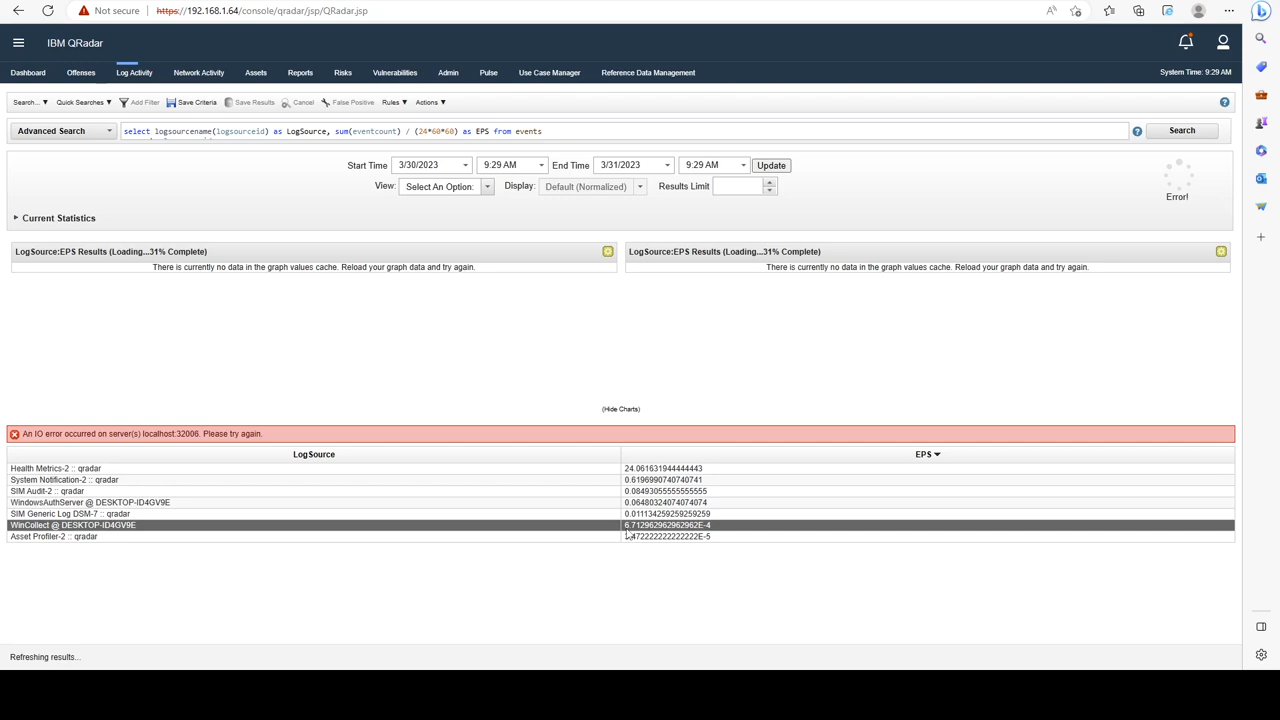 Not secure https://192.168.1.64/console/qradar/jsp/QRadar.jsp
IBM QRadar
Dashboard Offenses Log Activity Network Activity Assets Reports Risks Vulnerabilities Admin Pulse Use Case Manager Reference Data Management System Time: 9:29 AM
Search... Quick Searches Add Filter Save Criteria Save Results Cancel False Positive Rules Actions
Advanced Search select logsourcename(logsourceid) as LogSource, sum(eventcount) / (24*60*60) as EPS from events Search
Start Time 3/30/2023 9:29 AM End Time 3/31/2023 9:29 AM Update
View: Select An Option: Display: Default (Normalized) Results Limit
Error!
Current Statistics
LogSource:EPS Results (Loading...31% Complete) LogSource:EPS Results (Loading...31% Complete)
There is currently no data in the graph values cache. Reload your graph data and try again. There is currently no data in the graph values cache. Reload your graph data and try again.
(Hide Charts)
An IO error occurred on server(s) localhost:32006. Please try again.
LogSource EPS
Health Metrics-2 :: qradar 24.061631944444443
System Notification-2 :: qradar 0.6196990740740741
SIM Audit-2 :: qradar 0.08493055555555555
WindowsAuthServer @ DESKTOP-ID4GV9E 0.06480324074074074
SIM Generic Log DSM-7 :: qradar 0.011134259259259259
WinCollect @ DESKTOP-ID4GV9E 6.712962962962962E-4
Asset Profiler-2 :: qradar
Refreshing results...